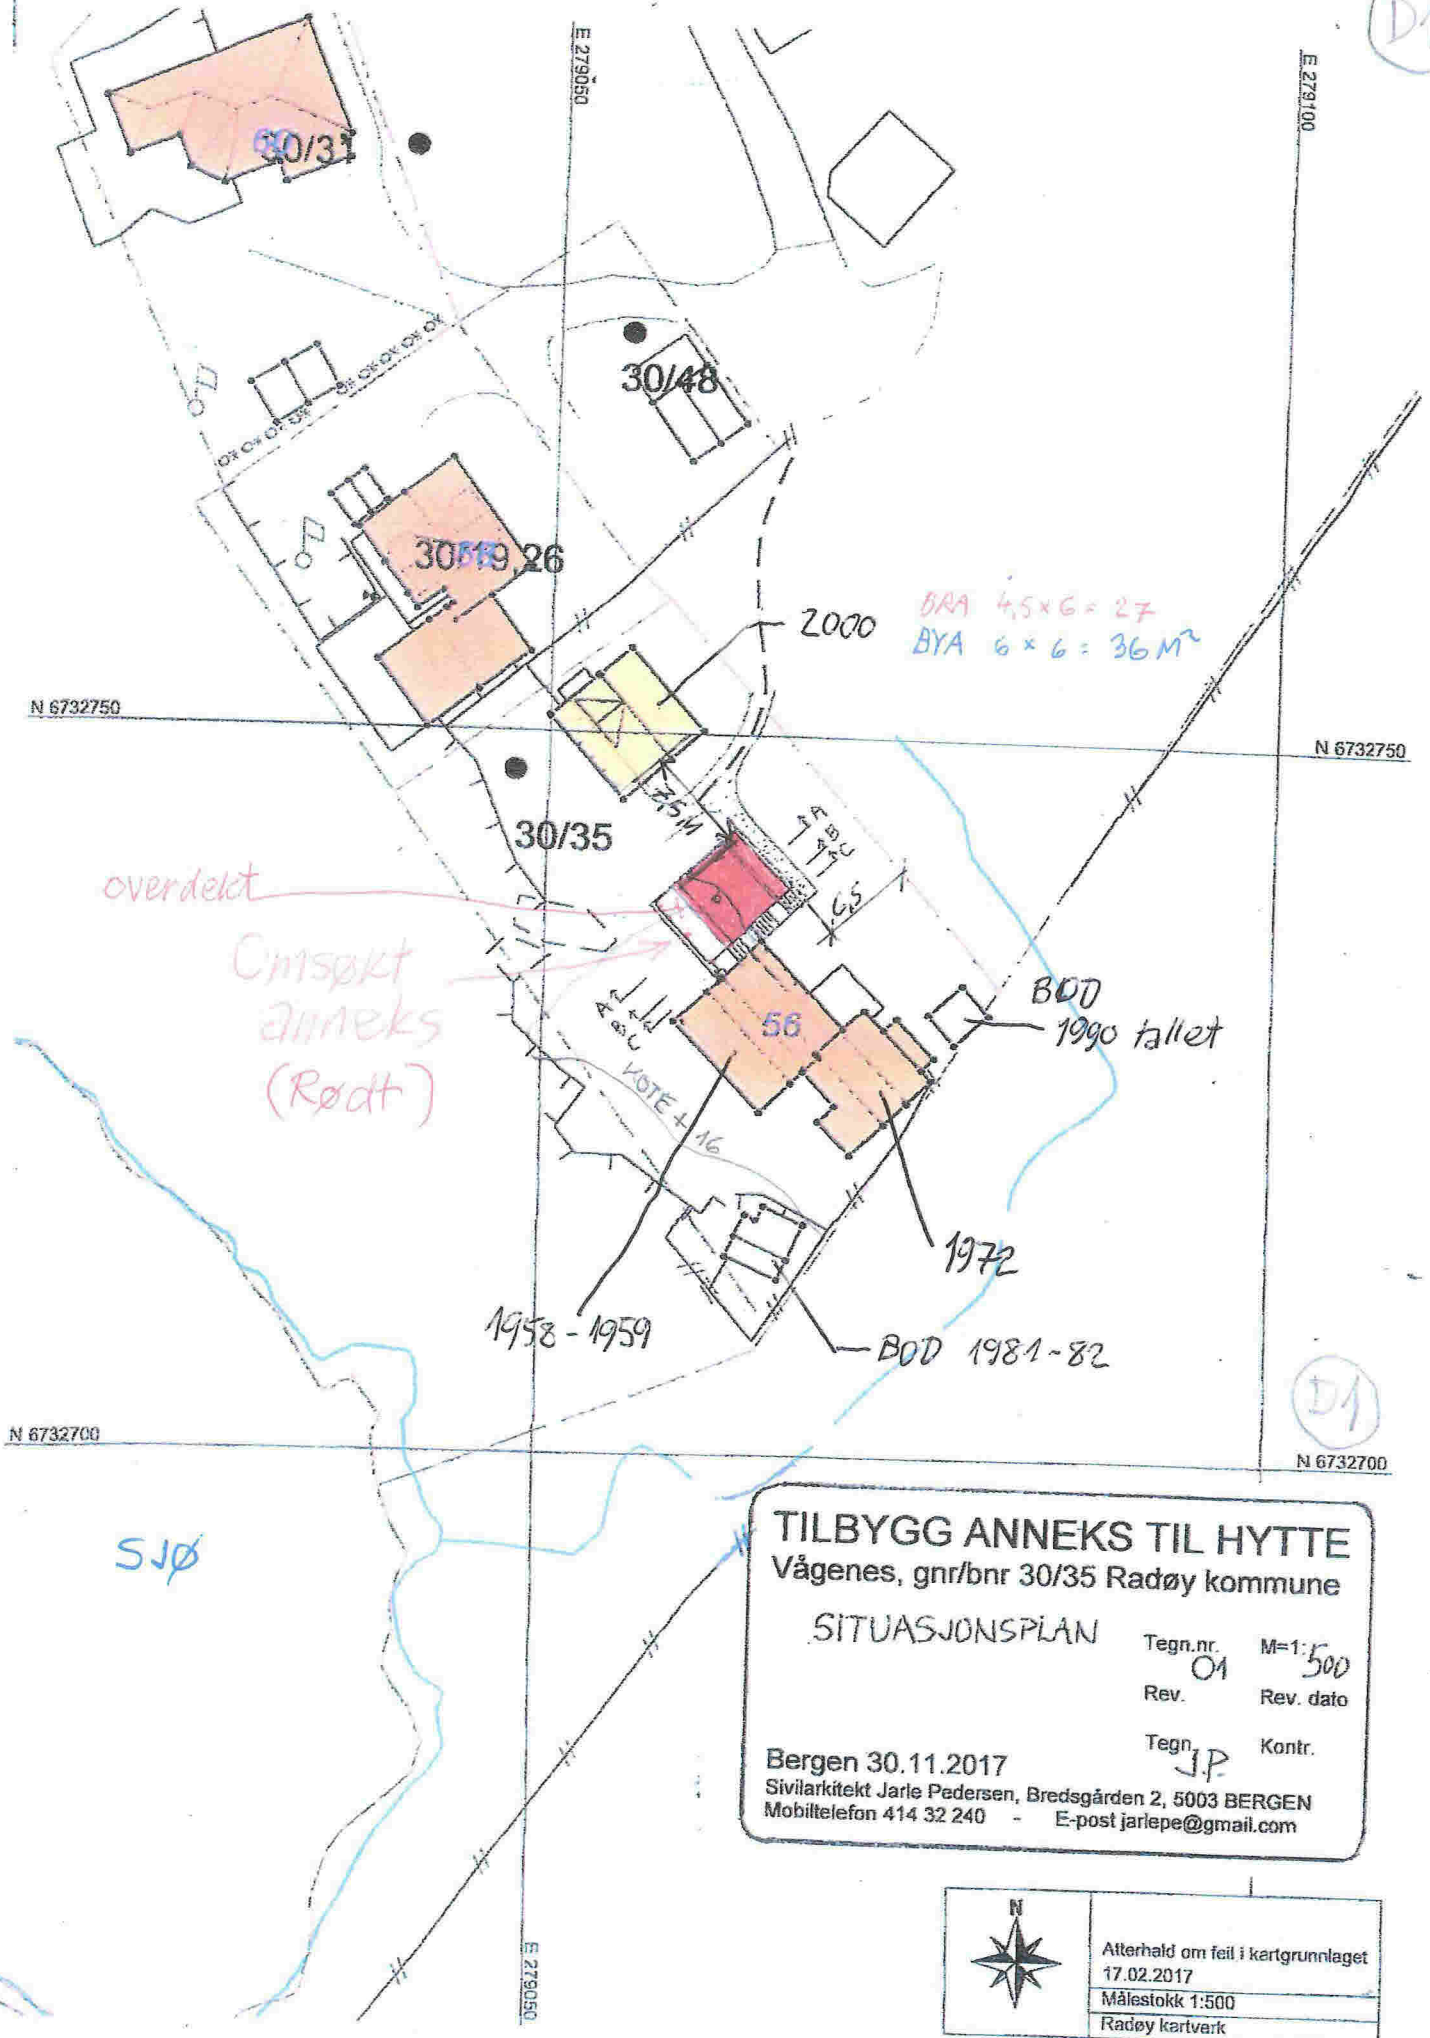 E 279050
E 279100
30/31
30/48
2000
BRA 4,5 x 6 = 27
BYA 6 x 6 = 36 M²
N 6732750
N 6732750
7,5 M
30/35
A B C
overdekt
6,5
Omsøkt
anneks
(Rødt)
A B C
56
BOD
1990 tallet
KOTE + 16
1972
1958 - 1959
BOD 1981-82
D1
N 6732700
N 6732700
SJØ
TILBYGG ANNEKS TIL HYTTE
Vågenes, gnr/bnr 30/35 Radøy kommune
SITUASJONSPLAN
Tegn.nr. M=1:500
01
Rev. Rev. dato
Tegn. J.P. Kontr.
Bergen 30.11.2017
Sivilarkitekt Jarle Pedersen, Bredsgården 2, 5003 BERGEN
Mobiltelefon 414 32 240 - E-post jarlepe@gmail.com
E 279050
N
Atterhald om feil i kartgrunnlaget
17.02.2017
Målestokk 1:500
Radøy kartverk